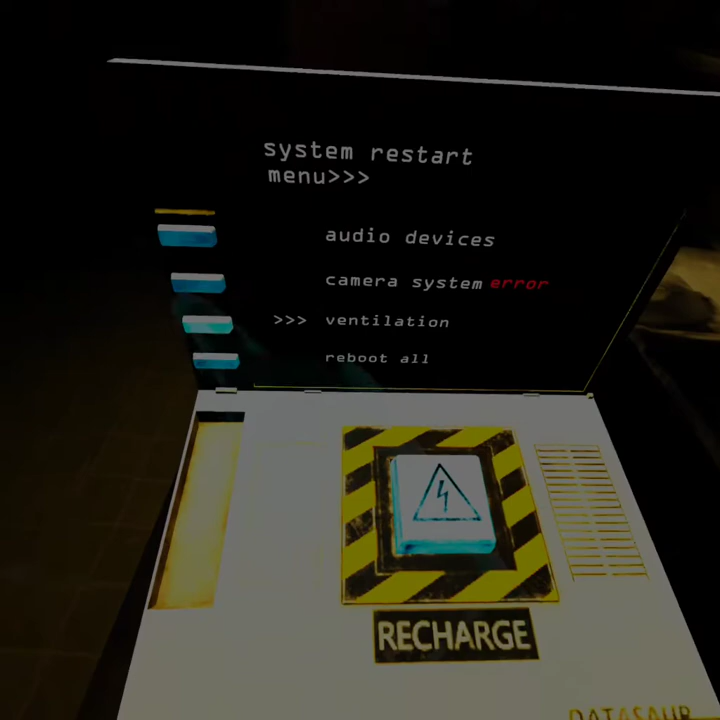 system restart
menu>>>
audio devices
camera system error
>>> ventilation
reboot all
RECHARGE